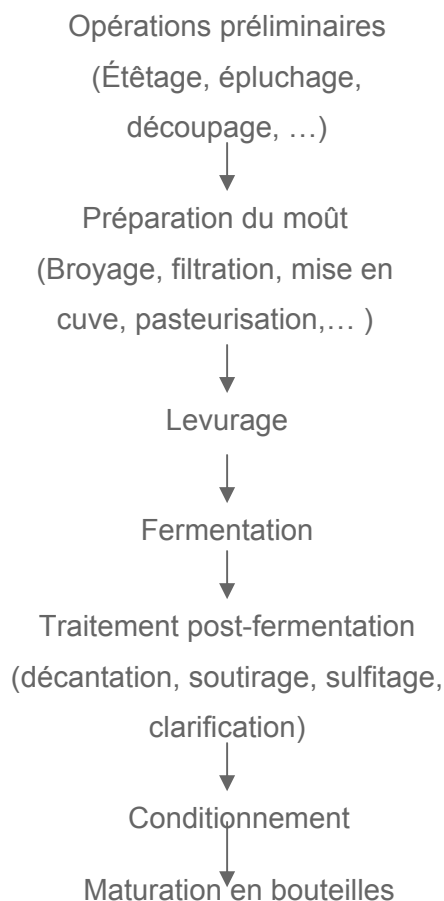 Opérations préliminaires
(Étêtage, épluchage,
découpage, …)
Préparation du moût
(Broyage, filtration, mise en
cuve, pasteurisation,… )
Levurage
Fermentation
Traitement post-fermentation
(décantation, soutirage, sulfitage,
clarification)
Conditionnement
Maturation en bouteilles